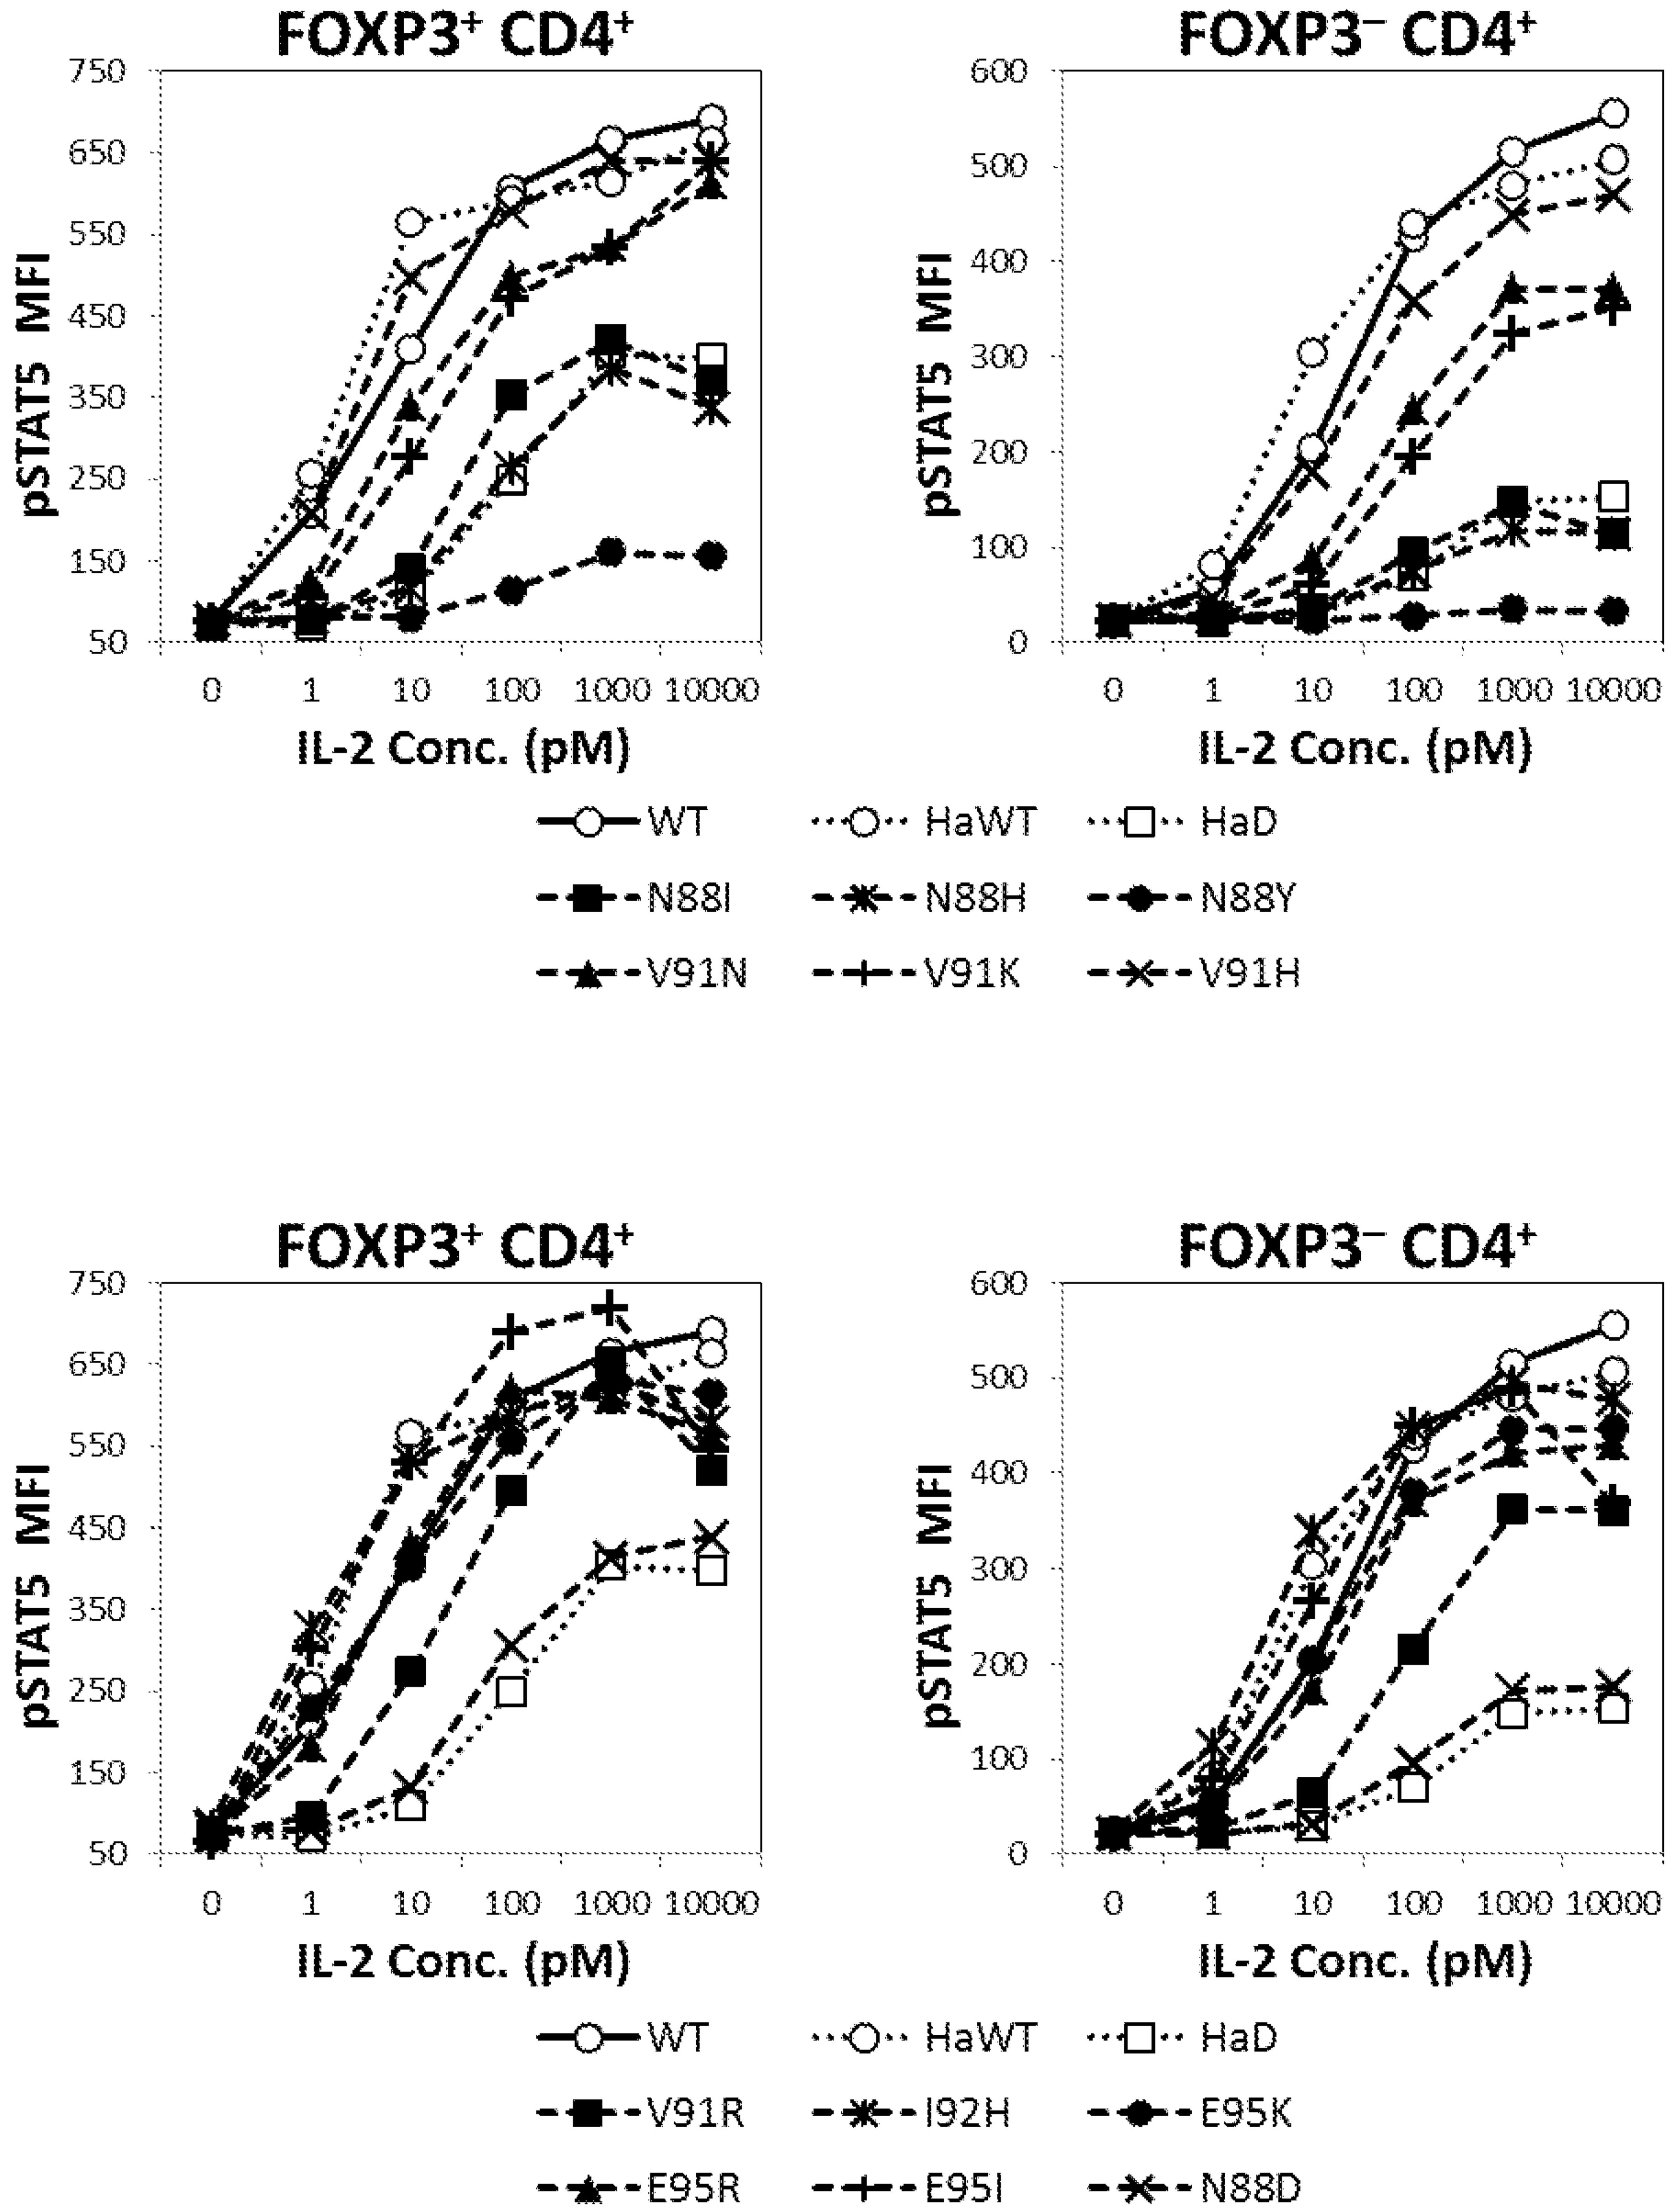 FOXP3⁺ CD4⁺
FOXP3⁻ CD4⁺
pSTAT5 MFI
750
650
550
450
350
250
150
50
0 1 10 100 1000 10000
IL-2 Conc. (pM)
pSTAT5 MFI
600
500
400
300
200
100
0
0 1 10 100 1000 10000
IL-2 Conc. (pM)
WT HaWT HaD
N88I N88H N88Y
V91N V91K V91H
FOXP3⁺ CD4⁺
FOXP3⁻ CD4⁺
pSTAT5 MFI
750
650
550
450
350
250
150
50
0 1 10 100 1000 10000
IL-2 Conc. (pM)
pSTAT5 MFI
600
500
400
300
200
100
0
0 1 10 100 1000 10000
IL-2 Conc. (pM)
WT HaWT HaD
V91R I92H E95K
E95R E95I N88D